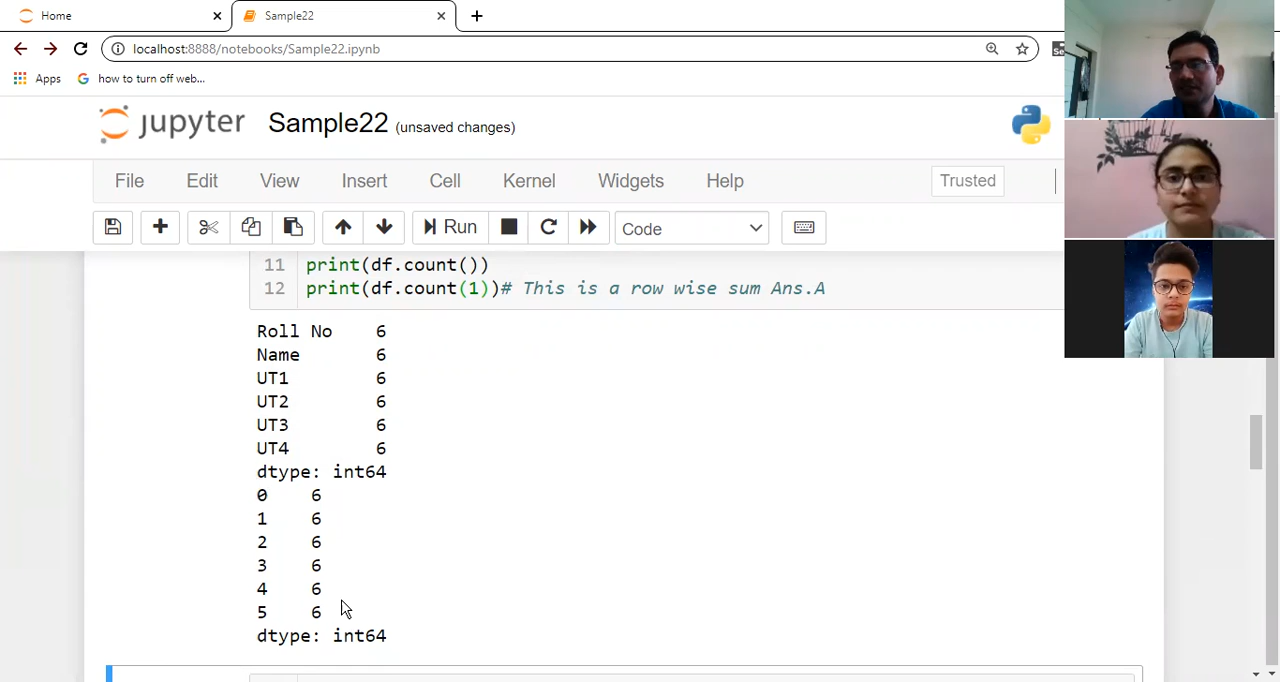 Home
Sample22
localhost:8888/notebooks/Sample22.ipynb
Se
Apps
how to turn off web...
jupyter Sample22 (unsaved changes)
File Edit View Insert Cell Kernel Widgets Help Trusted
Run Code
11 print(df.count())
12 print(df.count(1))# This is a row wise sum Ans.A
Roll No 6
Name 6
UT1 6
UT2 6
UT3 6
UT4 6
dtype: int64
0 6
1 6
2 6
3 6
4 6
5 6
dtype: int64